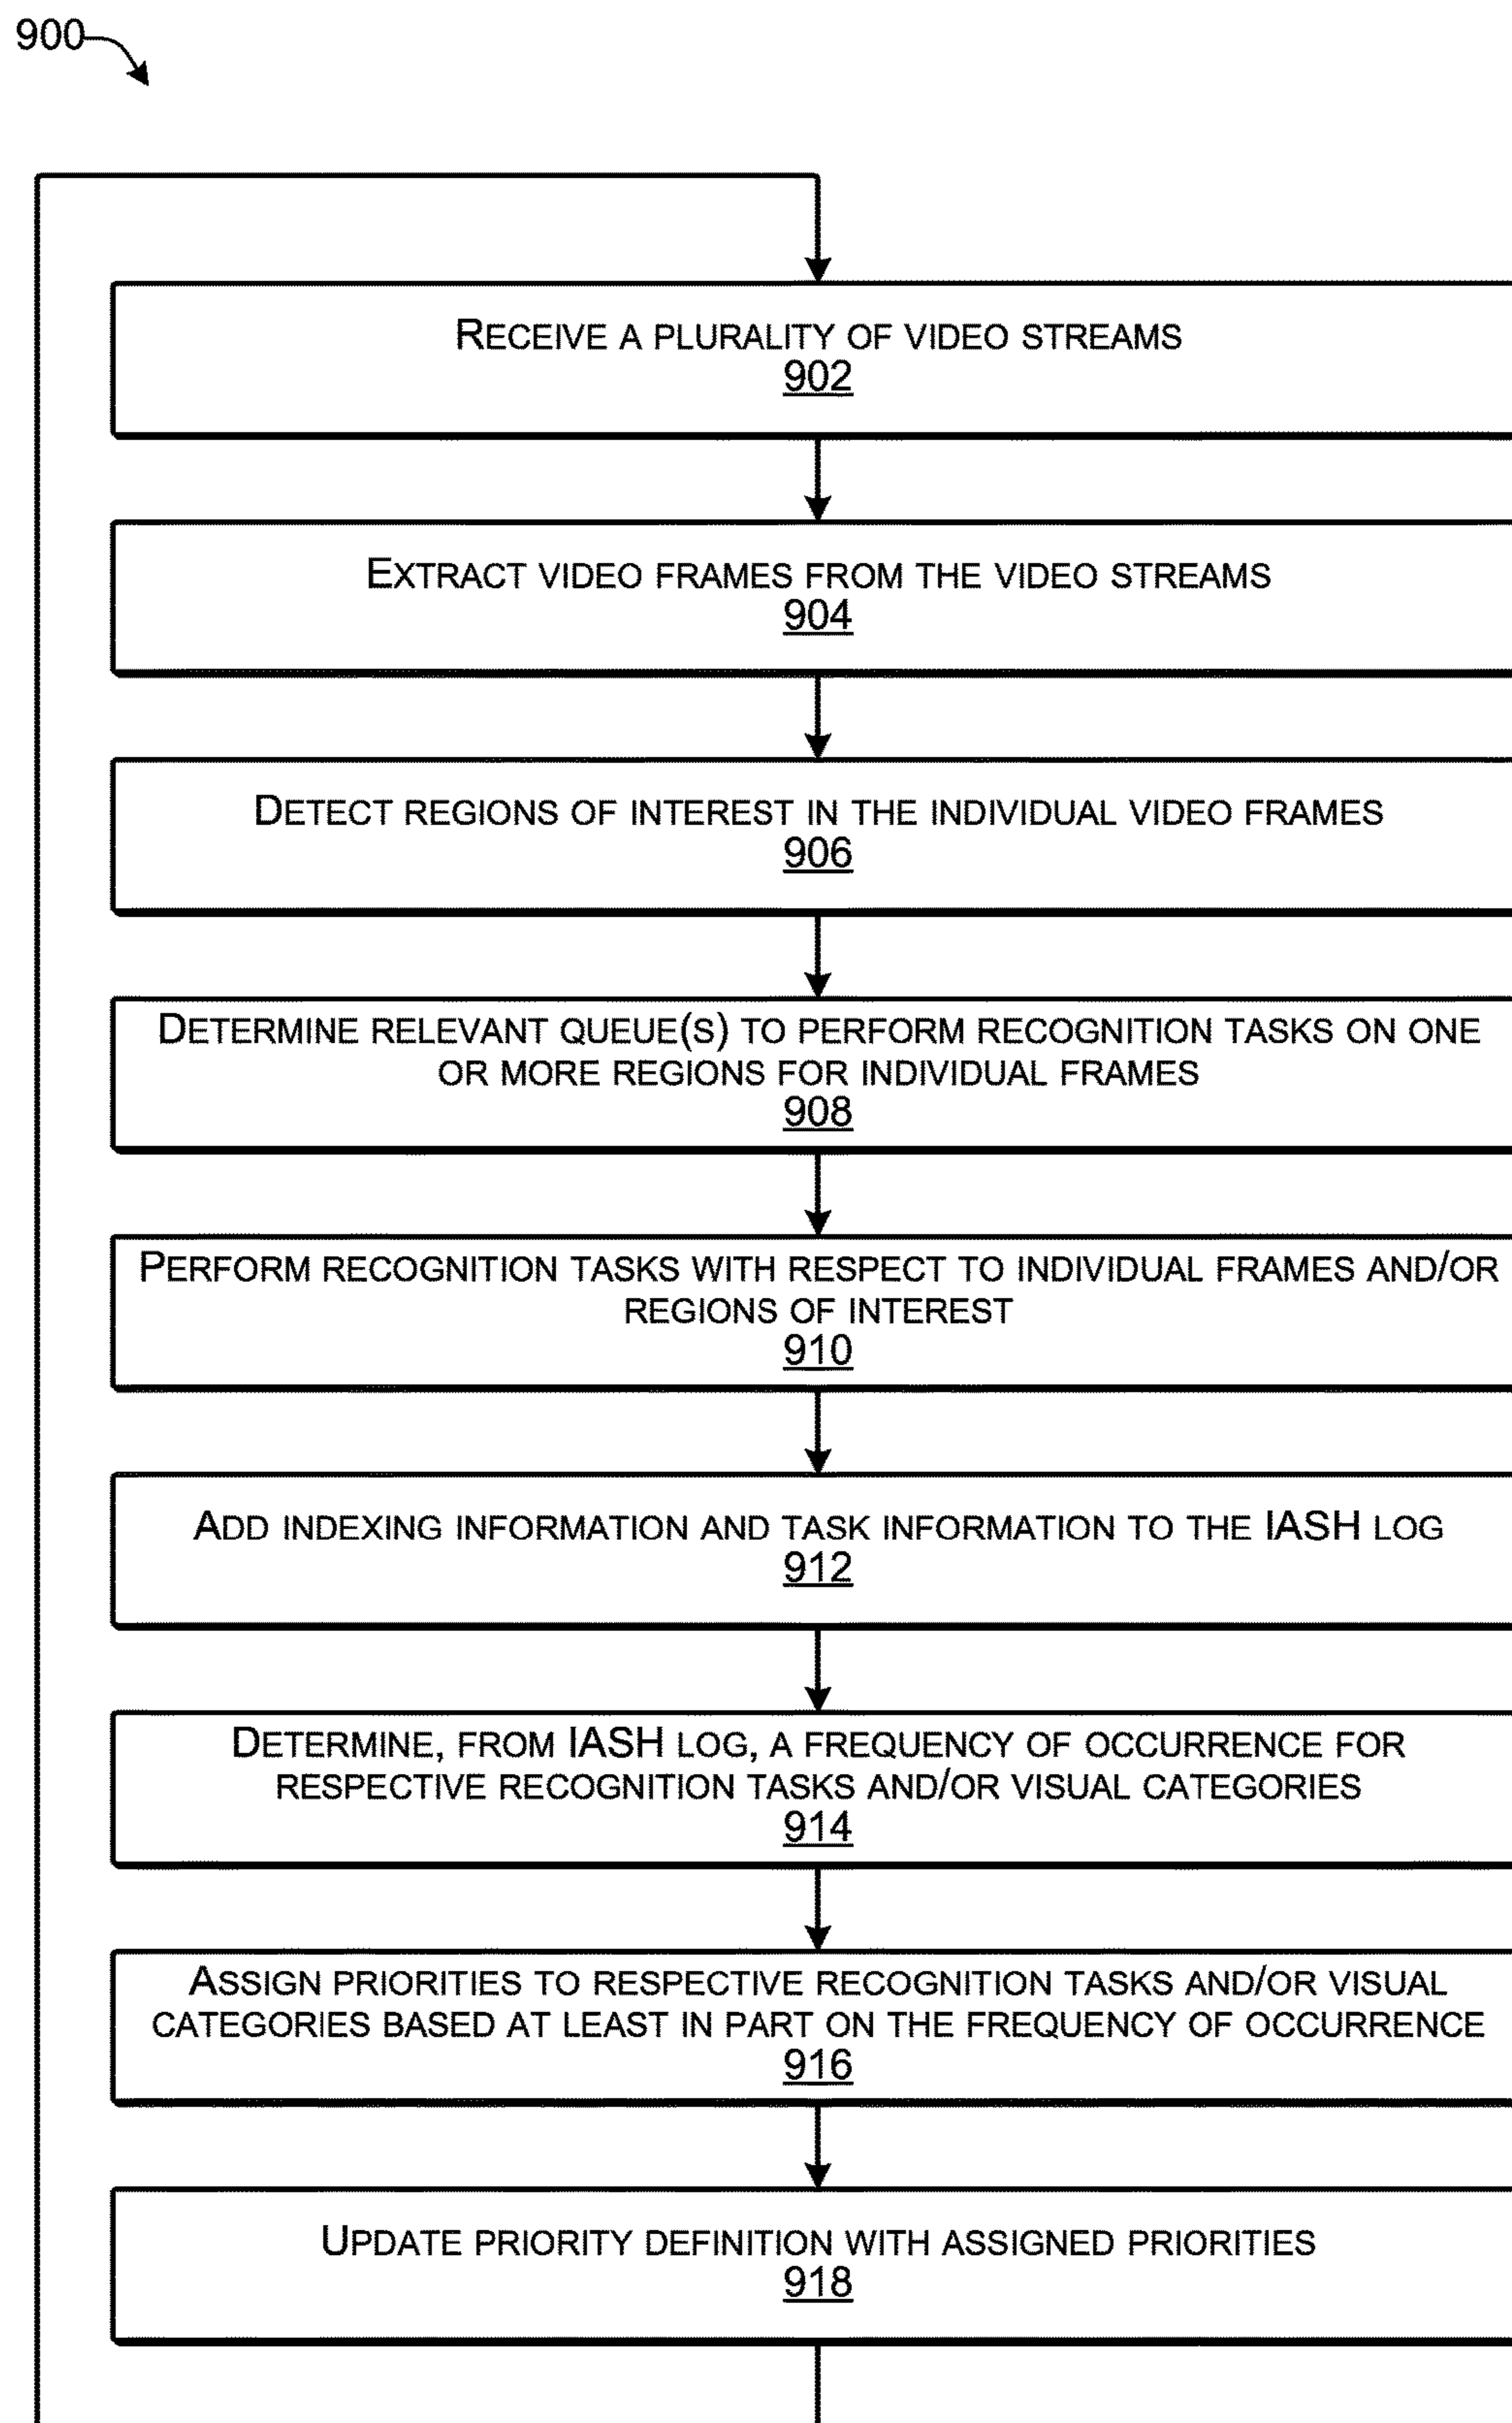 900
RECEIVE A PLURALITY OF VIDEO STREAMS
902
EXTRACT VIDEO FRAMES FROM THE VIDEO STREAMS
904
DETECT REGIONS OF INTEREST IN THE INDIVIDUAL VIDEO FRAMES
906
DETERMINE RELEVANT QUEUE(S) TO PERFORM RECOGNITION TASKS ON ONE
OR MORE REGIONS FOR INDIVIDUAL FRAMES
908
PERFORM RECOGNITION TASKS WITH RESPECT TO INDIVIDUAL FRAMES AND/OR
REGIONS OF INTEREST
910
ADD INDEXING INFORMATION AND TASK INFORMATION TO THE IASH LOG
912
DETERMINE, FROM IASH LOG, A FREQUENCY OF OCCURRENCE FOR
RESPECTIVE RECOGNITION TASKS AND/OR VISUAL CATEGORIES
914
ASSIGN PRIORITIES TO RESPECTIVE RECOGNITION TASKS AND/OR VISUAL
CATEGORIES BASED AT LEAST IN PART ON THE FREQUENCY OF OCCURRENCE
916
UPDATE PRIORITY DEFINITION WITH ASSIGNED PRIORITIES
918